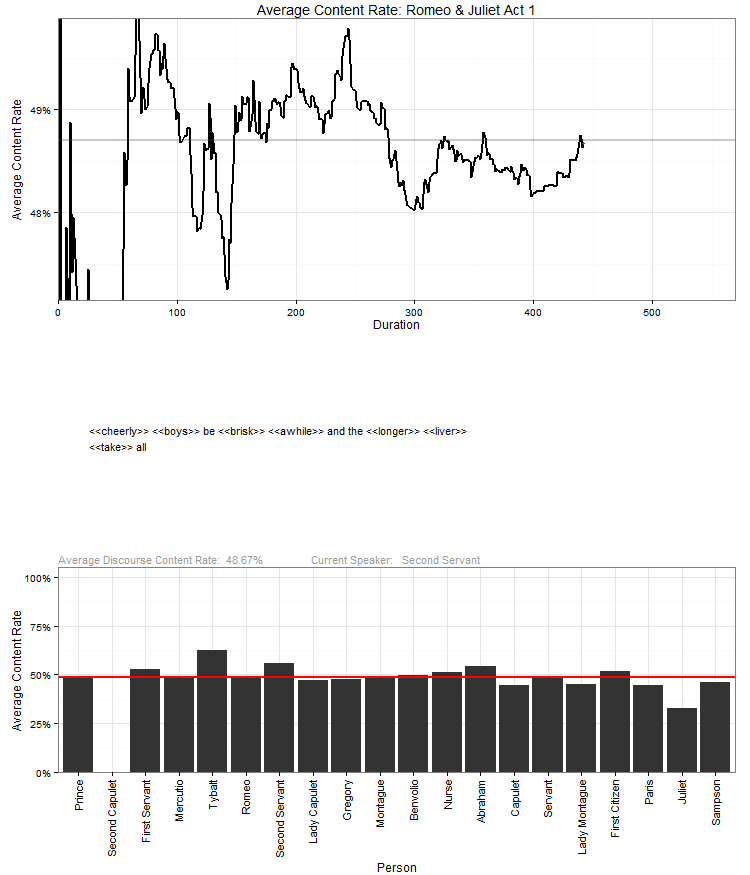 Average Content Rate: Romeo & Juliet Act 1
Average Content Rate
49%
48%
0 100 200 300 400 500
Duration
<<cheerly>> <<boys>> be <<brisk>> <<awhile>> and the <<longer>> <<liver>>
<<take>> all
Average Discourse Content Rate: 48.67% Current Speaker: Second Servant
Average Content Rate
100%
75%
50%
25%
0%
Prince
Second Capulet
First Servant
Mercutio
Tybalt
Romeo
Second Servant
Lady Capulet
Gregory
Montague
Benvolio
Nurse
Abraham
Capulet
Servant
Lady Montague
First Citizen
Paris
Juliet
Sampson
Person